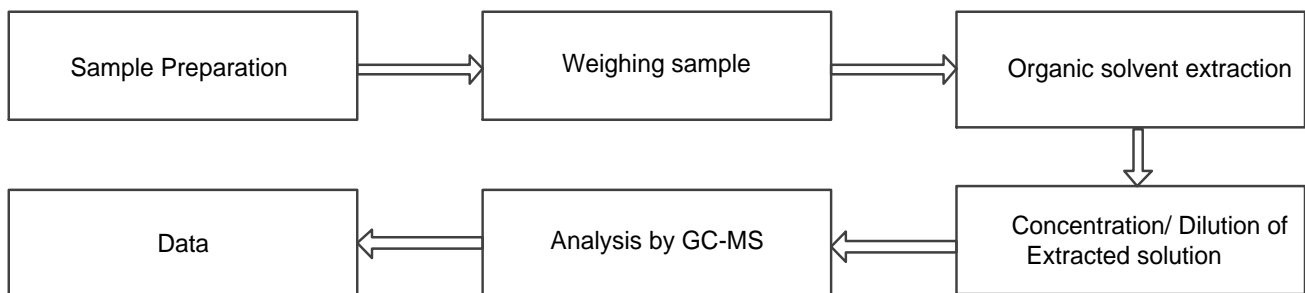 Sample Preparation
Weighing sample
Organic solvent extraction
Concentration/ Dilution of
Extracted solution
Analysis by GC-MS
Data